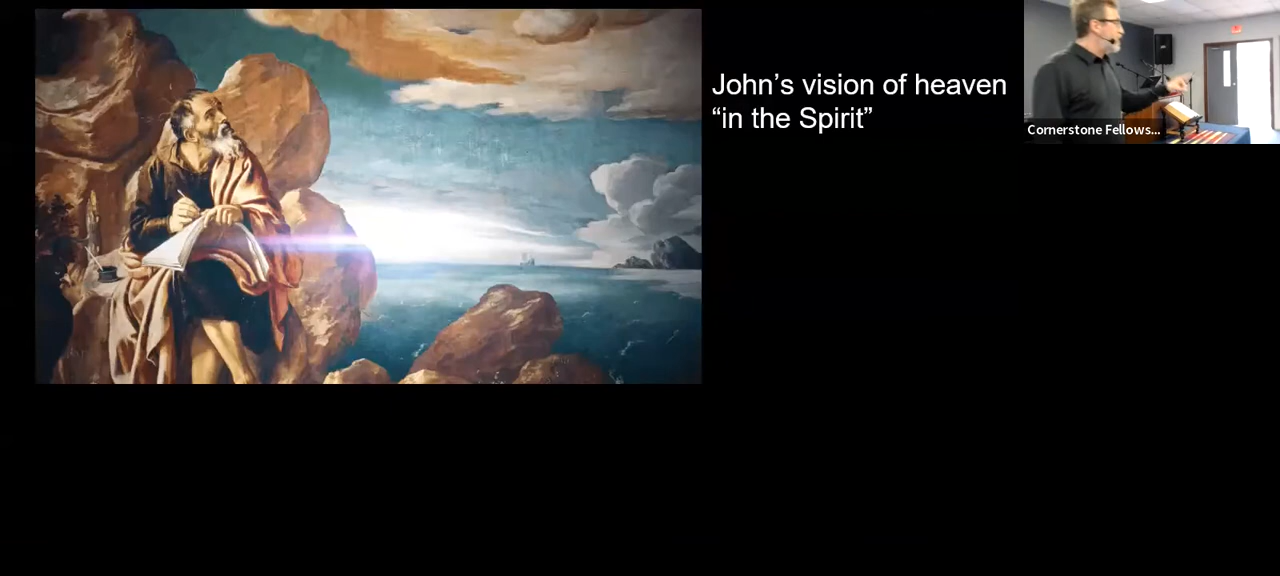 John’s vision of heaven
“in the Spirit”
Cornerstone Fellows...